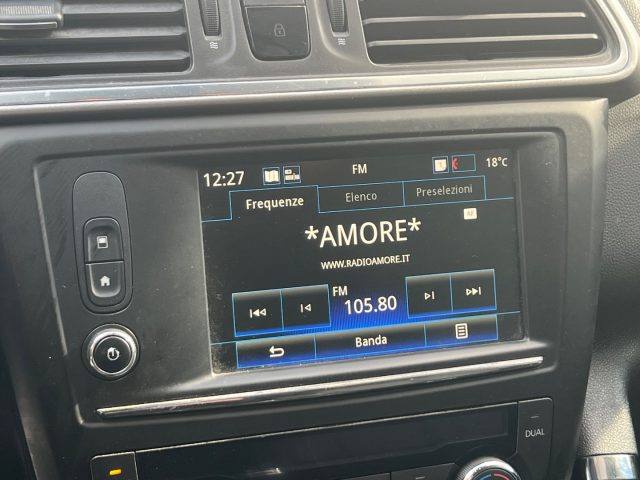 12:27 FM 18°C
Frequenze Elenco Preselezioni
AF
*AMORE*
WWW.RADIOAMORE.IT
FM
105.80
Banda
DUAL